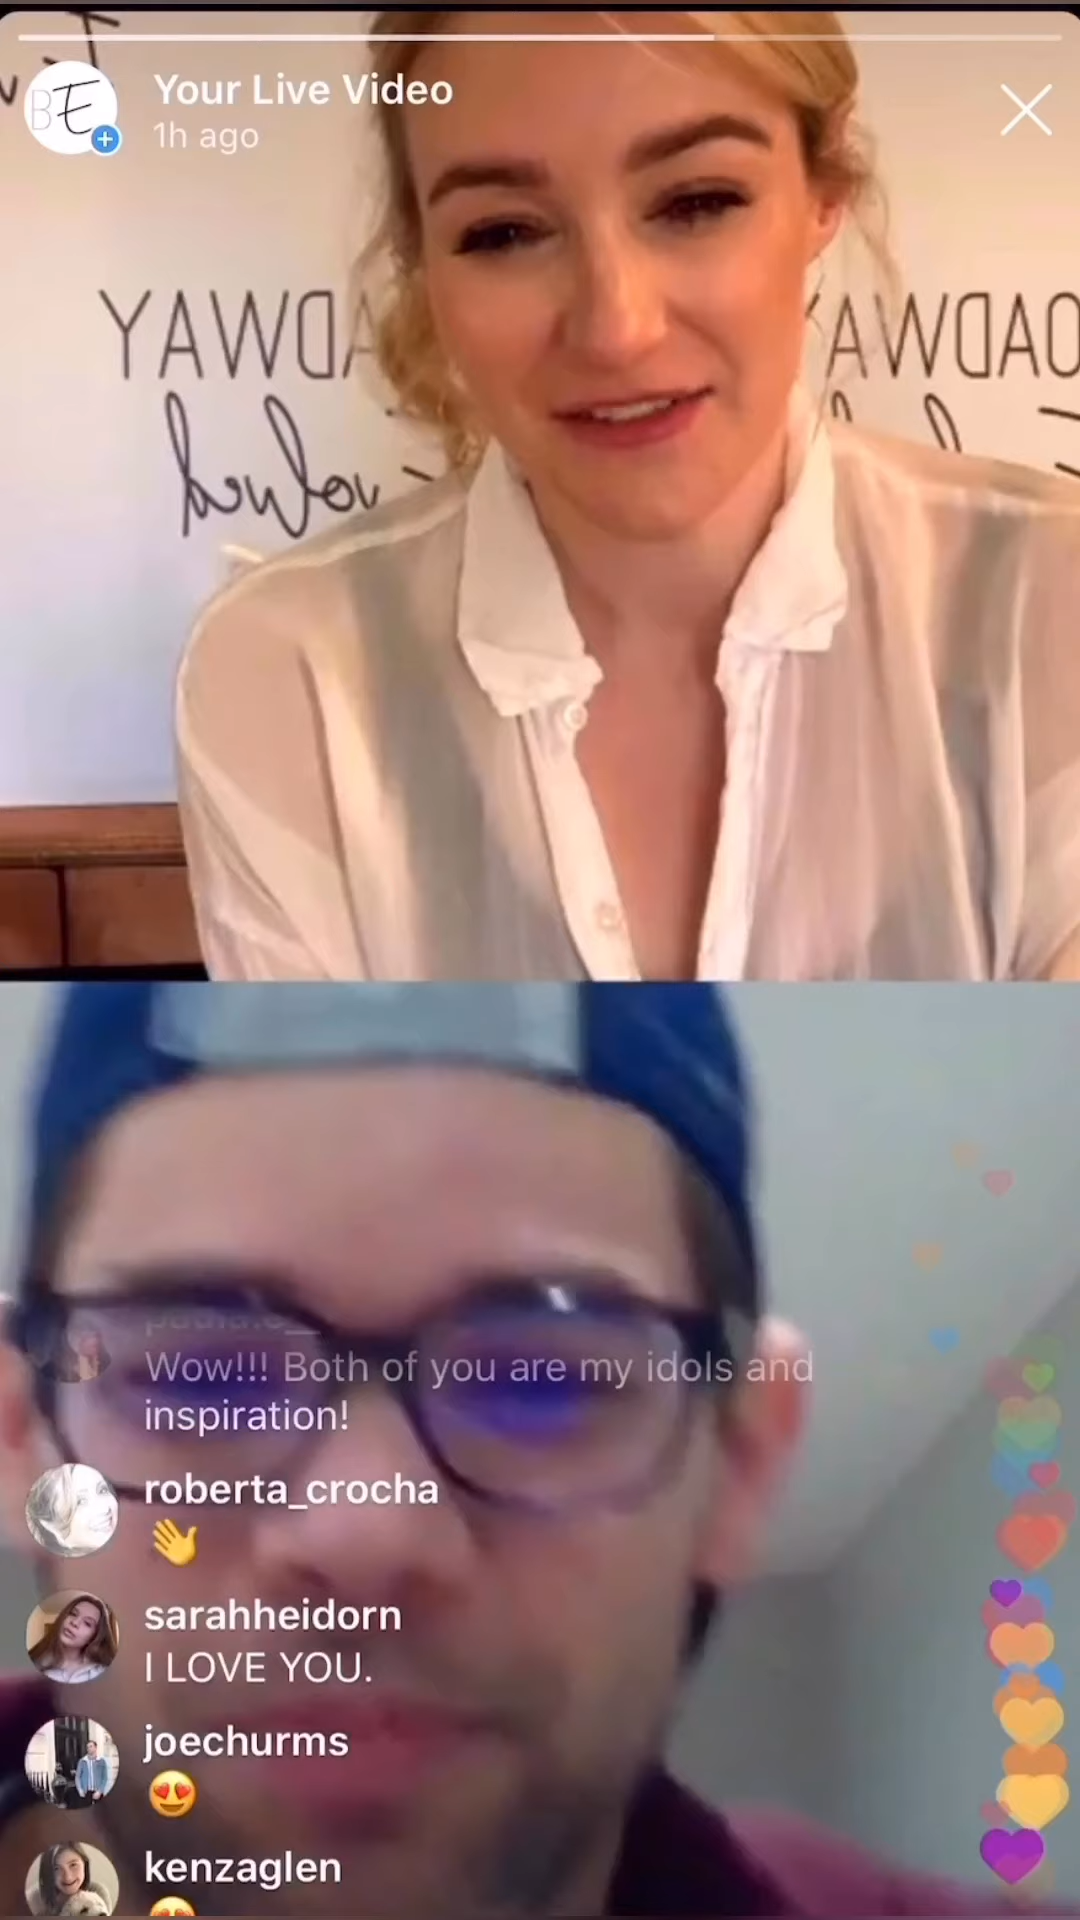 BE
Your Live Video
1h ago
YAWDA
AWDAO
Wow!!! Both of you are my idols and
inspiration!
roberta_crocha
👋
sarahheidorn
I LOVE YOU.
joechurms
😍
kenzaglen
😍